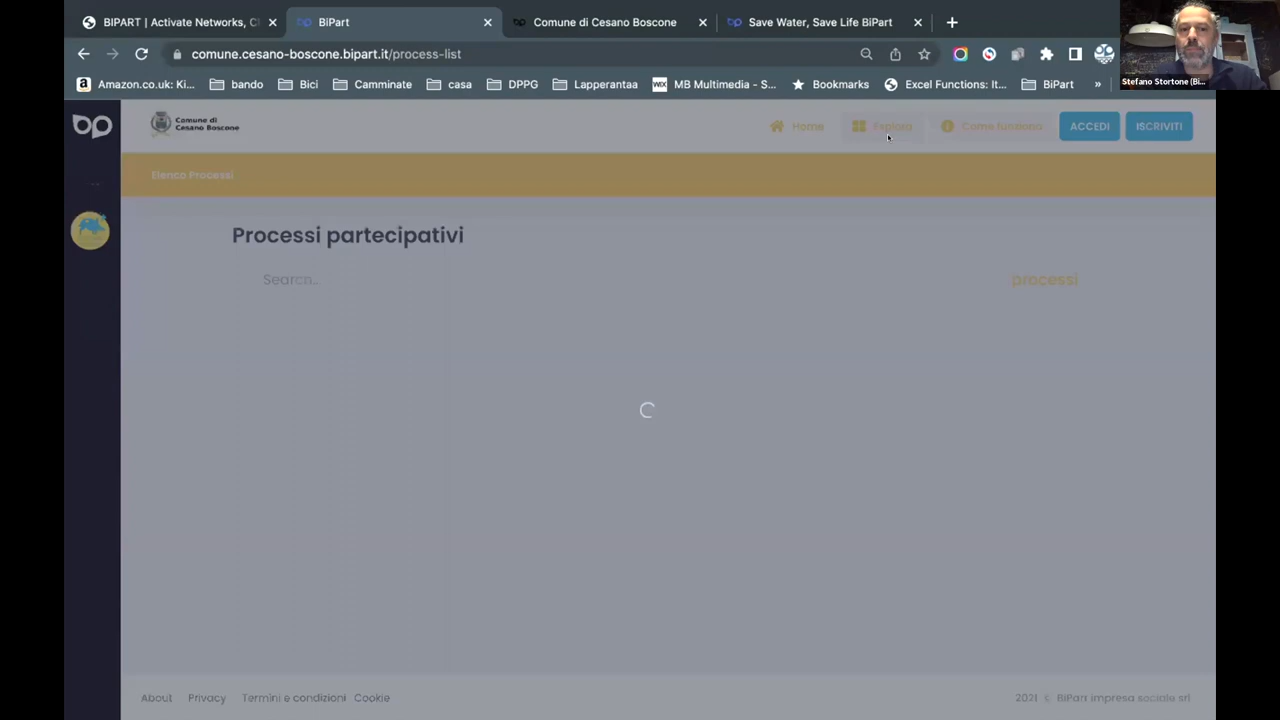 BIPART | Activate Networks, C
BiPart
Comune di Cesano Boscone
Save Water, Save Life BiPart
comune.cesano-boscone.bipart.it/process-list
Amazon.co.uk: Ki...
bando
Bici
Camminate
casa
DPPG
Lapperantaa
WIX
MB Multimedia - S...
Bookmarks
Excel Functions: It...
BiPart
»
Stefano Stortone (Bi...
Comune di
Cesano Boscone
Home
Esplora
Come funziona
ACCEDI
ISCRIVITI
Elenco Processi
Processi partecipativi
Search..
processi
About
Privacy
Termini e condizioni
Cookie
2021 © BiPart impresa sociale srl